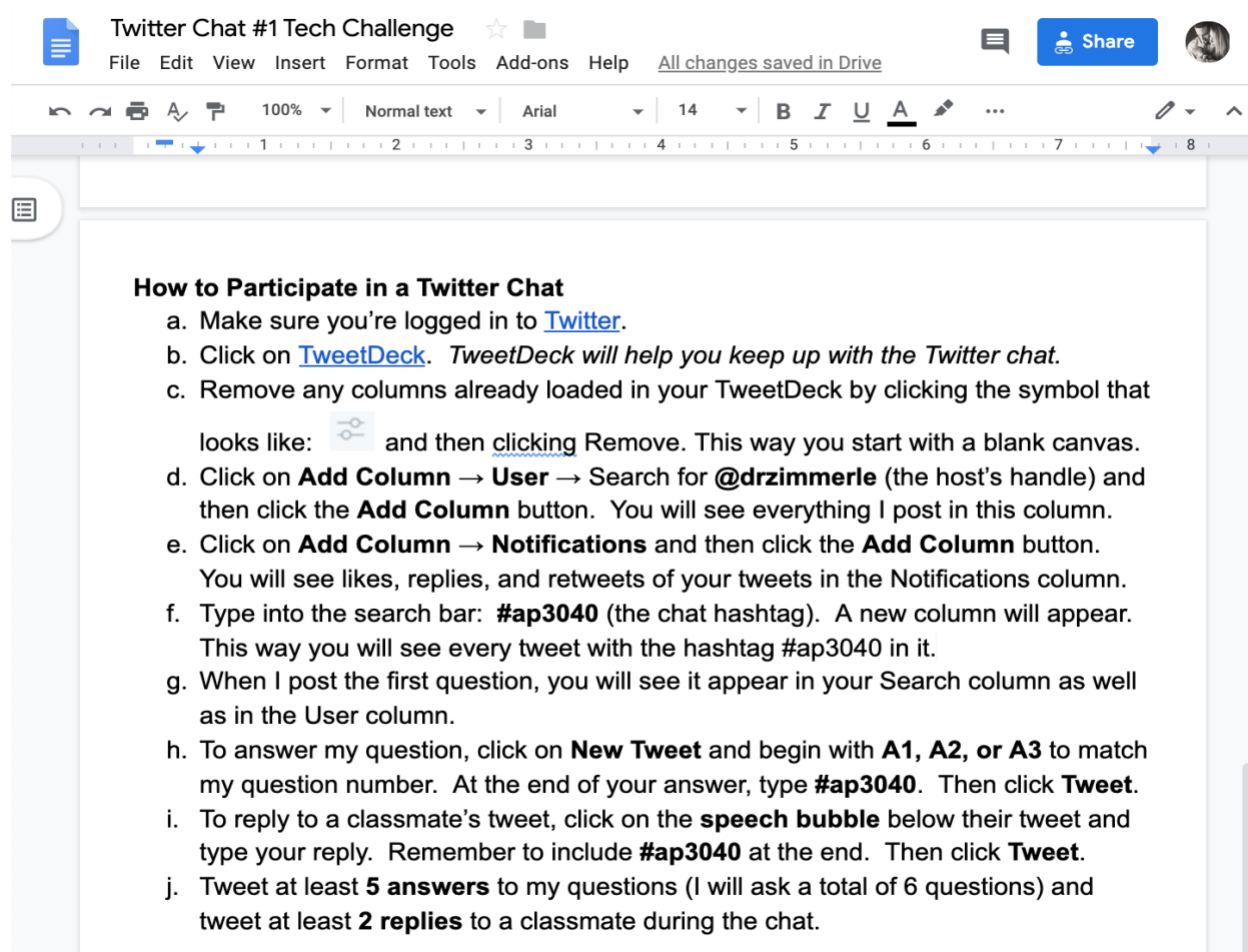 Twitter Chat #1 Tech Challenge
Share
File Edit View Insert Format Tools Add-ons Help All changes saved in Drive
100% Normal text Arial 14 B I U A
1 2 3 4 5 6 7 8
How to Participate in a Twitter Chat
a. Make sure you’re logged in to Twitter.
b. Click on TweetDeck. TweetDeck will help you keep up with the Twitter chat.
c. Remove any columns already loaded in your TweetDeck by clicking the symbol that
looks like: and then clicking Remove. This way you start with a blank canvas.
d. Click on Add Column → User → Search for @drzimmerle (the host’s handle) and
then click the Add Column button. You will see everything I post in this column.
e. Click on Add Column → Notifications and then click the Add Column button.
You will see likes, replies, and retweets of your tweets in the Notifications column.
f. Type into the search bar: #ap3040 (the chat hashtag). A new column will appear.
This way you will see every tweet with the hashtag #ap3040 in it.
g. When I post the first question, you will see it appear in your Search column as well
as in the User column.
h. To answer my question, click on New Tweet and begin with A1, A2, or A3 to match
my question number. At the end of your answer, type #ap3040. Then click Tweet.
i. To reply to a classmate’s tweet, click on the speech bubble below their tweet and
type your reply. Remember to include #ap3040 at the end. Then click Tweet.
j. Tweet at least 5 answers to my questions (I will ask a total of 6 questions) and
tweet at least 2 replies to a classmate during the chat.